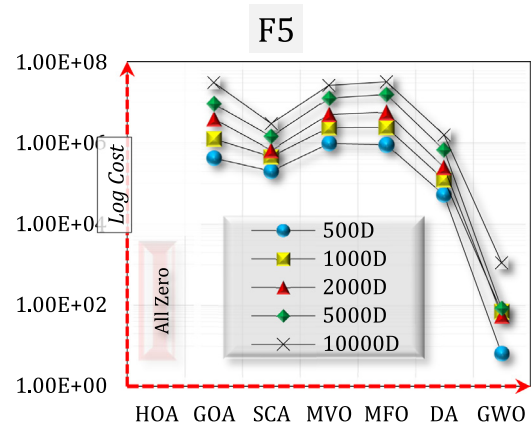 F5
1.00E+08
1.00E+06
1.00E+04
1.00E+02
1.00E+00
Log Cost
All Zero
500D
1000D
2000D
5000D
10000D
HOA GOA SCA MVO MFO DA GWO